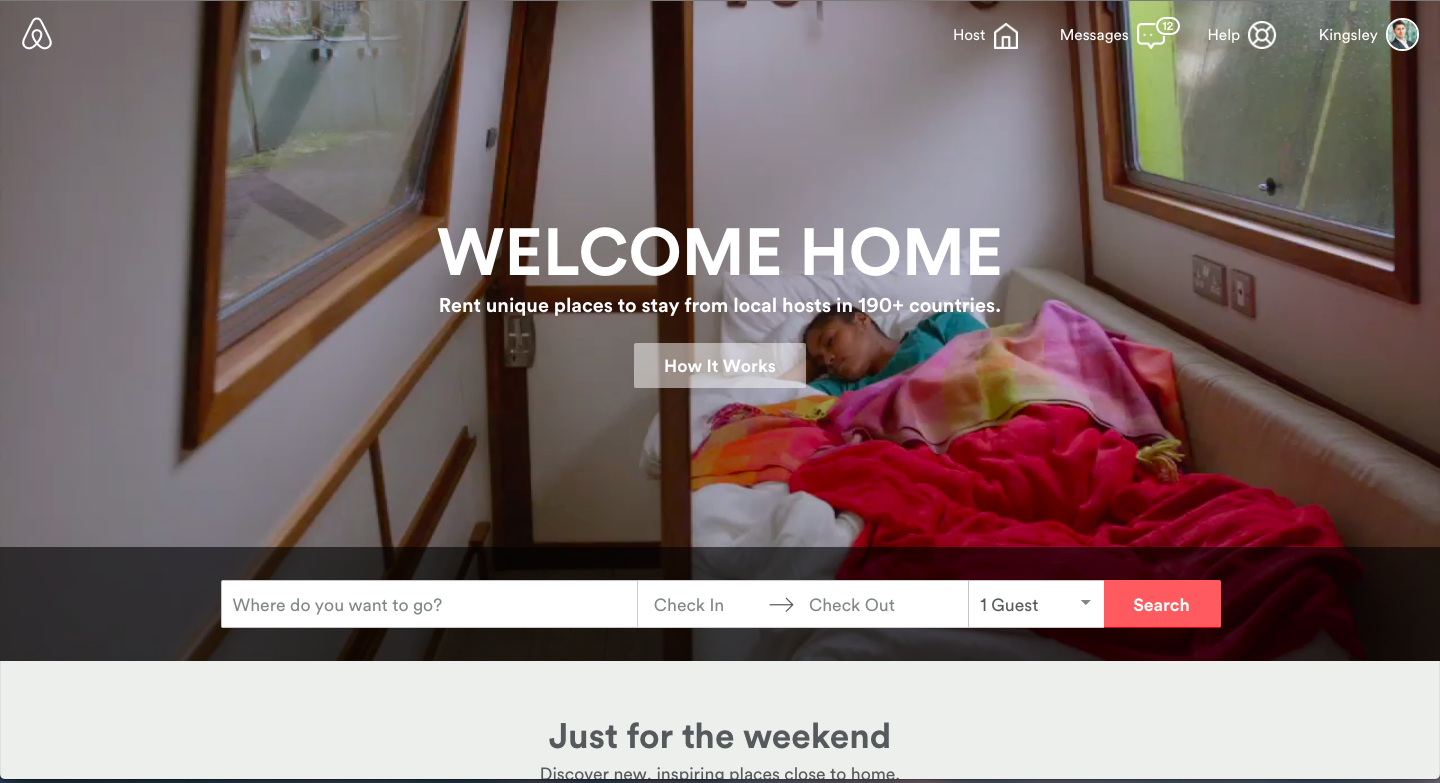 Host
Messages 12
Help
Kingsley
WELCOME HOME
Rent unique places to stay from local hosts in 190+ countries.
How It Works
Where do you want to go?
Check In
Check Out
1 Guest
Search
Just for the weekend
Discover new, inspiring places close to home.